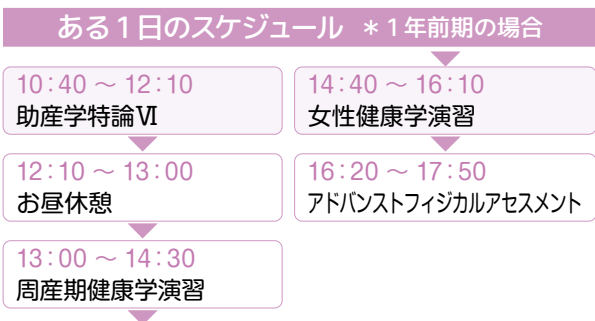 ある1日のスケジュール ＊1年前期の場合
10:40 ～ 12:10
助産学特論Ⅵ
12:10 ～ 13:00
お昼休憩
13:00 ～ 14:30
周産期健康学演習
14:40 ～ 16:10
女性健康学演習
16:20 ～ 17:50
アドバンストフィジカルアセスメント